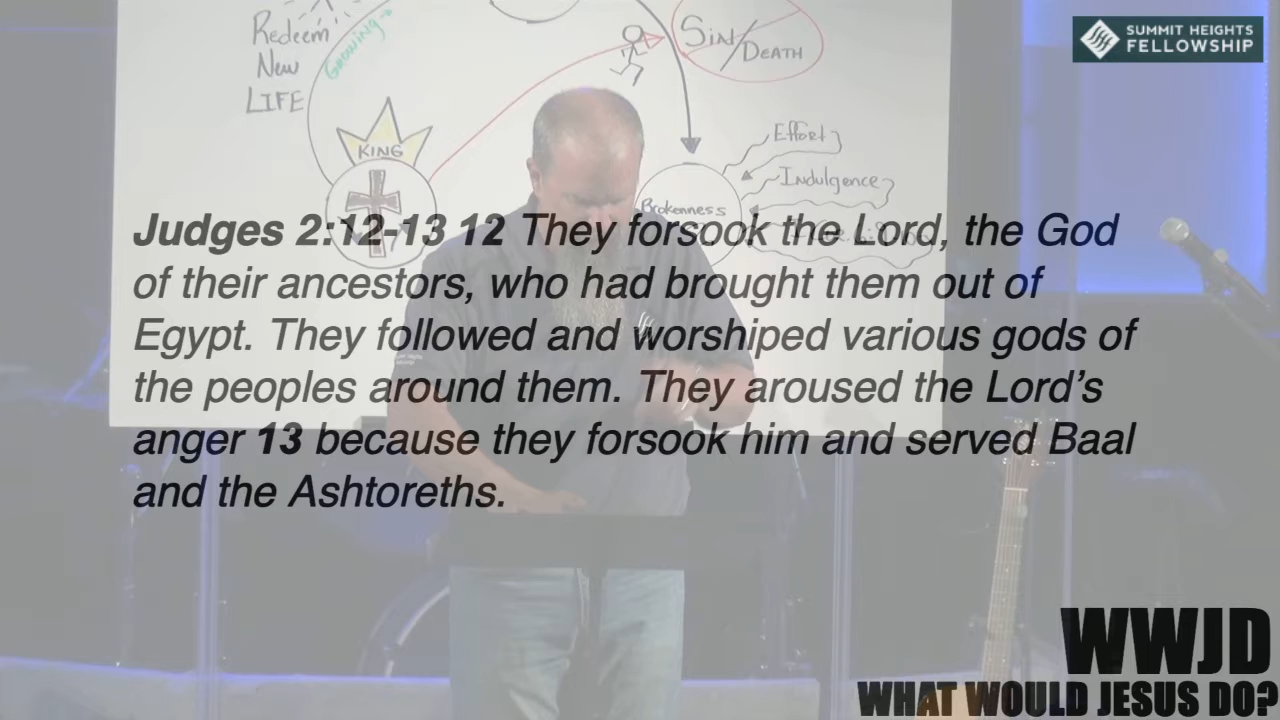 Redeem
New
LIFE
GROWING
SIN/DEATH
SUMMIT HEIGHTS
FELLOWSHIP
KING
Effort
Indulgence
Brokenness
Judges 2:12-13 12 They forsook the Lord, the God
of their ancestors, who had brought them out of
Egypt. They followed and worshiped various gods of
the peoples around them. They aroused the Lord’s
anger 13 because they forsook him and served Baal
and the Ashtoreths.
WWJD
WHAT WOULD JESUS DO?